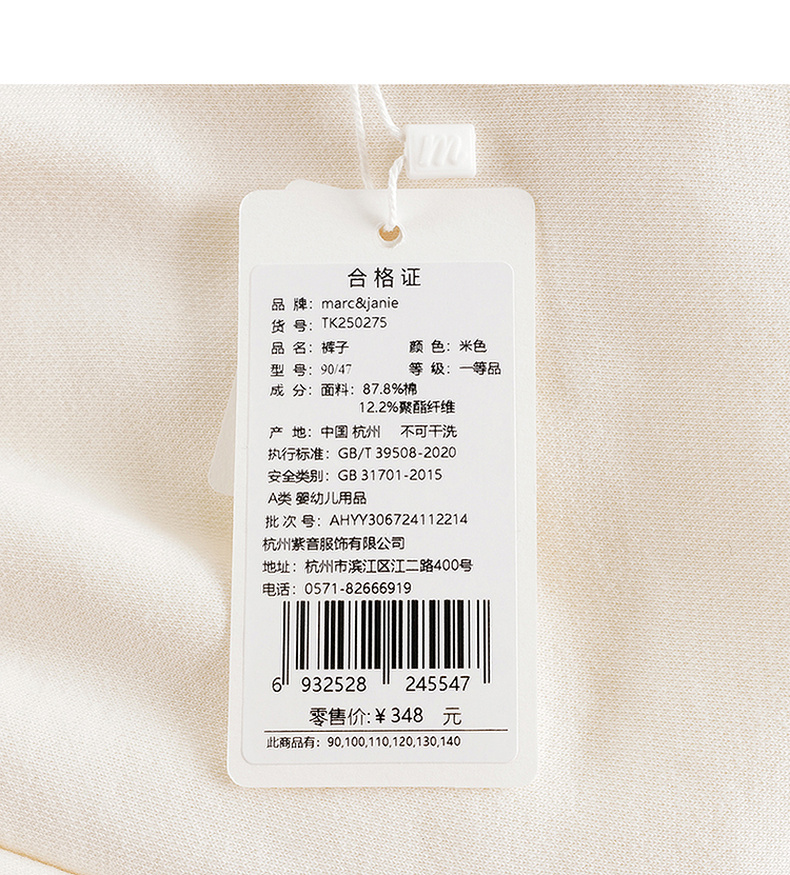 m
合格证
品 牌：marc&janie
货 号：TK250275
品 名：裤子 颜 色：米色
型 号：90/47 等 级：一等品
成 分：面料：87.8%棉
12.2%聚酯纤维
产 地：中国 杭州 不可干洗
执行标准：GB/T 39508-2020
安全类别：GB 31701-2015
A类 婴幼儿用品
批 次 号：AHYY306724112214
杭州紫音服饰有限公司
地址：杭州市滨江区江二路400号
电话：0571-82666919
6 932528 245547
零售价:¥348 元
此商品有：90,100,110,120,130,140